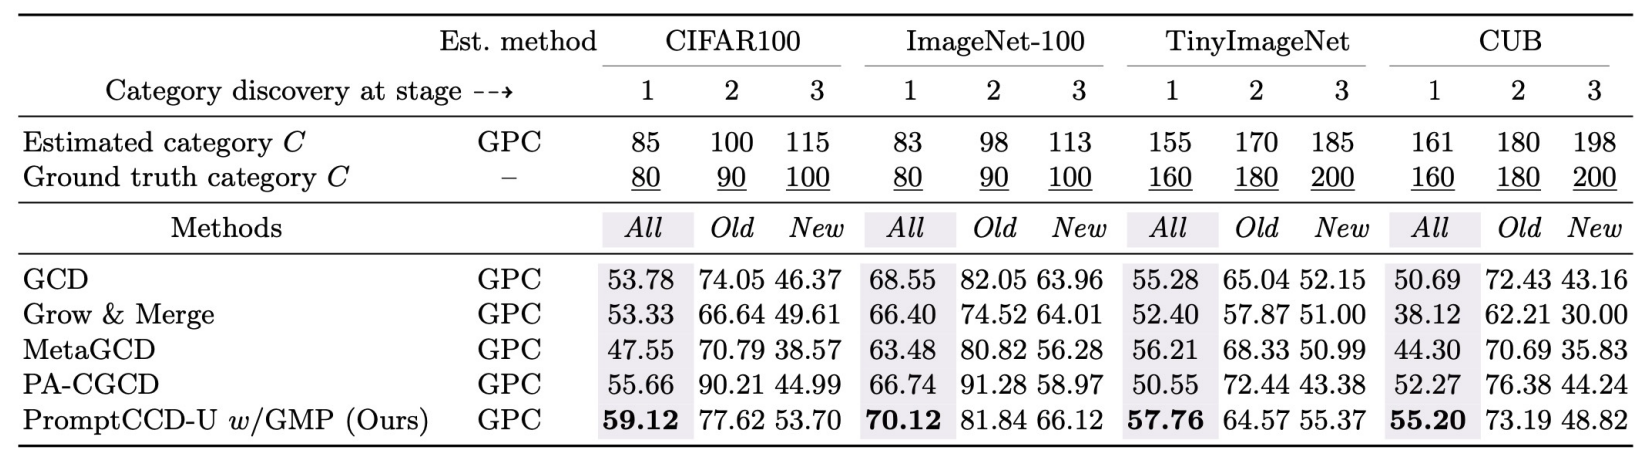 Est. method CIFAR100 ImageNet-100 TinyImageNet CUB
Category discovery at stage --→ 1 2 3 1 2 3 1 2 3 1 2 3
Estimated category C GPC 85 100 115 83 98 113 155 170 185 161 180 198
Ground truth category C – 80 90 100 80 90 100 160 180 200 160 180 200
Methods All Old New All Old New All Old New All Old New
GCD GPC 53.78 74.05 46.37 68.55 82.05 63.96 55.28 65.04 52.15 50.69 72.43 43.16
Grow & Merge GPC 53.33 66.64 49.61 66.40 74.52 64.01 52.40 57.87 51.00 38.12 62.21 30.00
MetaGCD GPC 47.55 70.79 38.57 63.48 80.82 56.28 56.21 68.33 50.99 44.30 70.69 35.83
PA-CGCD GPC 55.66 90.21 44.99 66.74 91.28 58.97 50.55 72.44 43.38 52.27 76.38 44.24
PromptCCD-U w/GMP (Ours) GPC 59.12 77.62 53.70 70.12 81.84 66.12 57.76 64.57 55.37 55.20 73.19 48.82